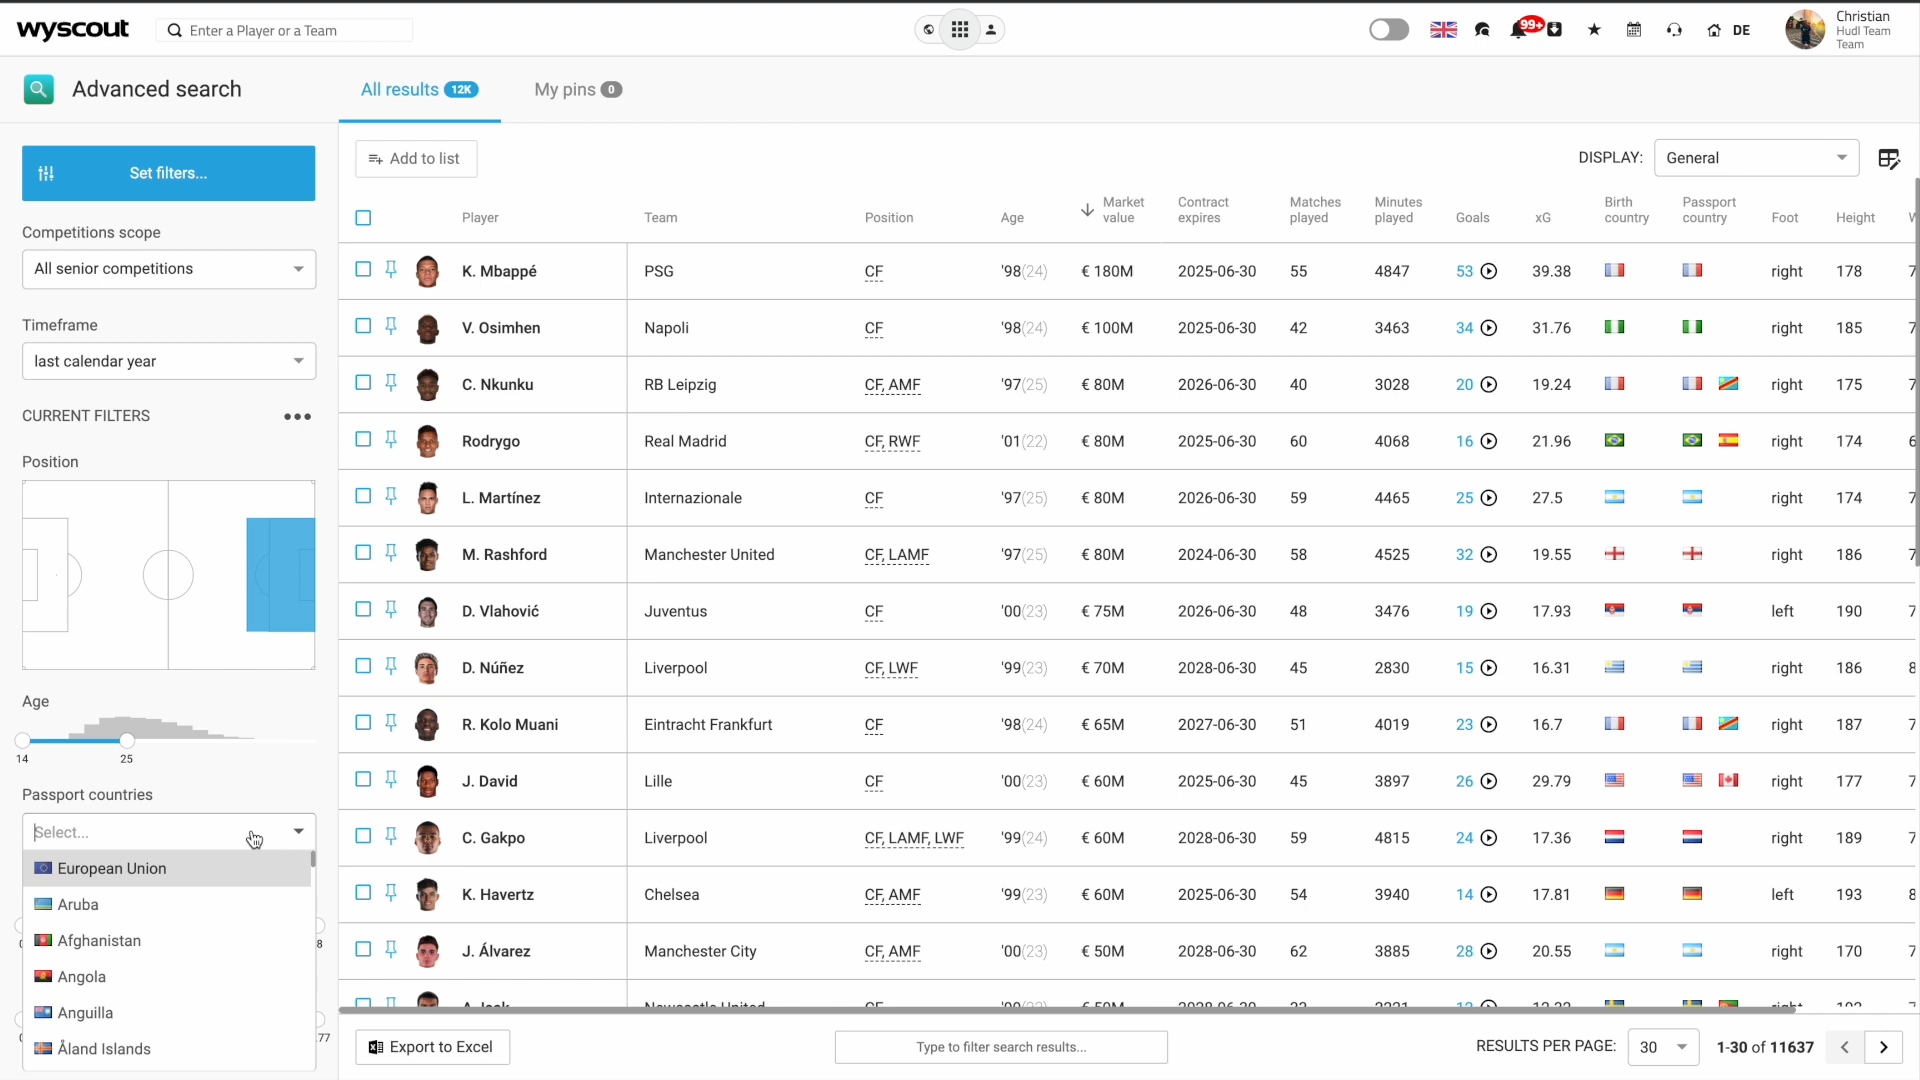 wyscout
Enter a Player or a Team
99+
DE
Christian
Hudl Team
Team
Advanced search
All results 12K
My pins 0
Set filters...
Add to list
DISPLAY: General
Competitions scope
All senior competitions
Timeframe
last calendar year
CURRENT FILTERS
Position
Age
14 25
Passport countries
Select...
European Union
Aruba
Afghanistan
Angola
Anguilla
Åland Islands
8
77
Player Team Position Age Market value Contract expires Matches played Minutes played Goals xG Birth country Passport country Foot Height
K. Mbappé PSG CF '98(24) € 180M 2025-06-30 55 4847 53 39.38 right 178 7
V. Osimhen Napoli CF '98(24) € 100M 2025-06-30 42 3463 34 31.76 right 185 7
C. Nkunku RB Leipzig CF, AMF '97(25) € 80M 2026-06-30 40 3028 20 19.24 right 175 7
Rodrygo Real Madrid CF, RWF '01(22) € 80M 2025-06-30 60 4068 16 21.96 right 174 6
L. Martínez Internazionale CF '97(25) € 80M 2026-06-30 59 4465 25 27.5 right 174 7
M. Rashford Manchester United CF, LAMF '97(25) € 80M 2024-06-30 58 4525 32 19.55 right 186 7
D. Vlahović Juventus CF '00(23) € 75M 2026-06-30 48 3476 19 17.93 left 190 7
D. Núñez Liverpool CF, LWF '99(23) € 70M 2028-06-30 45 2830 15 16.31 right 186 8
R. Kolo Muani Eintracht Frankfurt CF '98(24) € 65M 2027-06-30 51 4019 23 16.7 right 187 7
J. David Lille CF '00(23) € 60M 2025-06-30 45 3897 26 29.79 right 177 7
C. Gakpo Liverpool CF, LAMF, LWF '99(24) € 60M 2028-06-30 59 4815 24 17.36 right 189 7
K. Havertz Chelsea CF, AMF '99(23) € 60M 2025-06-30 54 3940 14 17.81 left 193 8
J. Álvarez Manchester City CF, AMF '00(23) € 50M 2028-06-30 62 3885 28 20.55 right 170 7
Export to Excel
Type to filter search results...
RESULTS PER PAGE: 30 1-30 of 11637